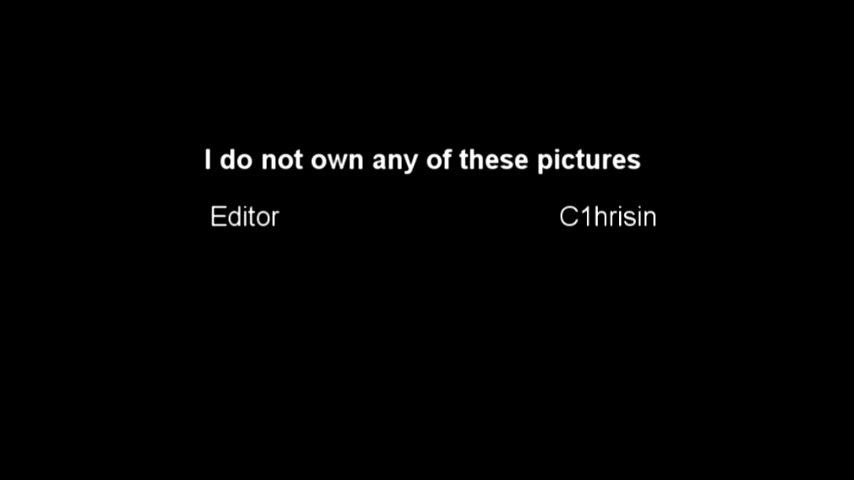 I do not own any of these pictures
Editor C1hrisin